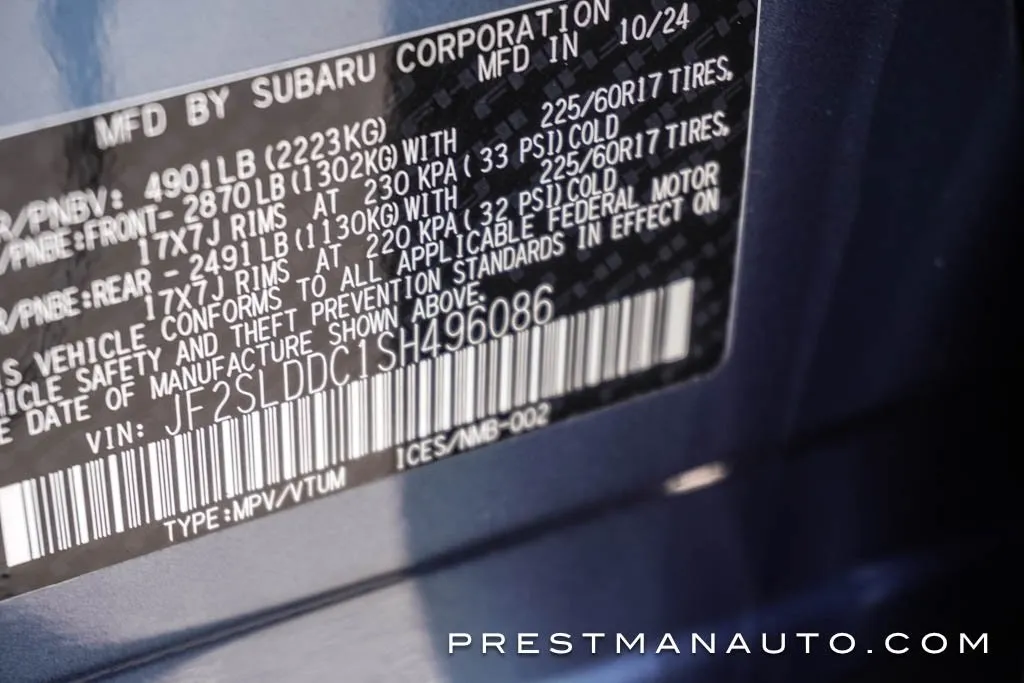 MFD BY SUBARU CORPORATION
MFD IN 10/24
R/PNBV: 4901LB (2223KG)
/PNBE:FRONT- 2870LB (1302KG) WITH 225/60R17 TIRES,
17X7J RIMS AT 230 KPA ( 33 PSI) COLD
R/PNBE:REAR - 2491LB (1130KG) WITH 225/60R17 TIRES,
17X7J RIMS AT 220 KPA ( 32 PSI) COLD
IS VEHICLE CONFORMS TO ALL APPLICABLE FEDERAL MOTOR
HICLE SAFETY AND THEFT PREVENTION STANDARDS IN EFFECT ON
E DATE OF MANUFACTURE SHOWN ABOVE.
VIN: JF2SLDDC1SH496086
TYPE:MPV/VTUM ICES/NMB-002
PRESTMANAUTO.COM